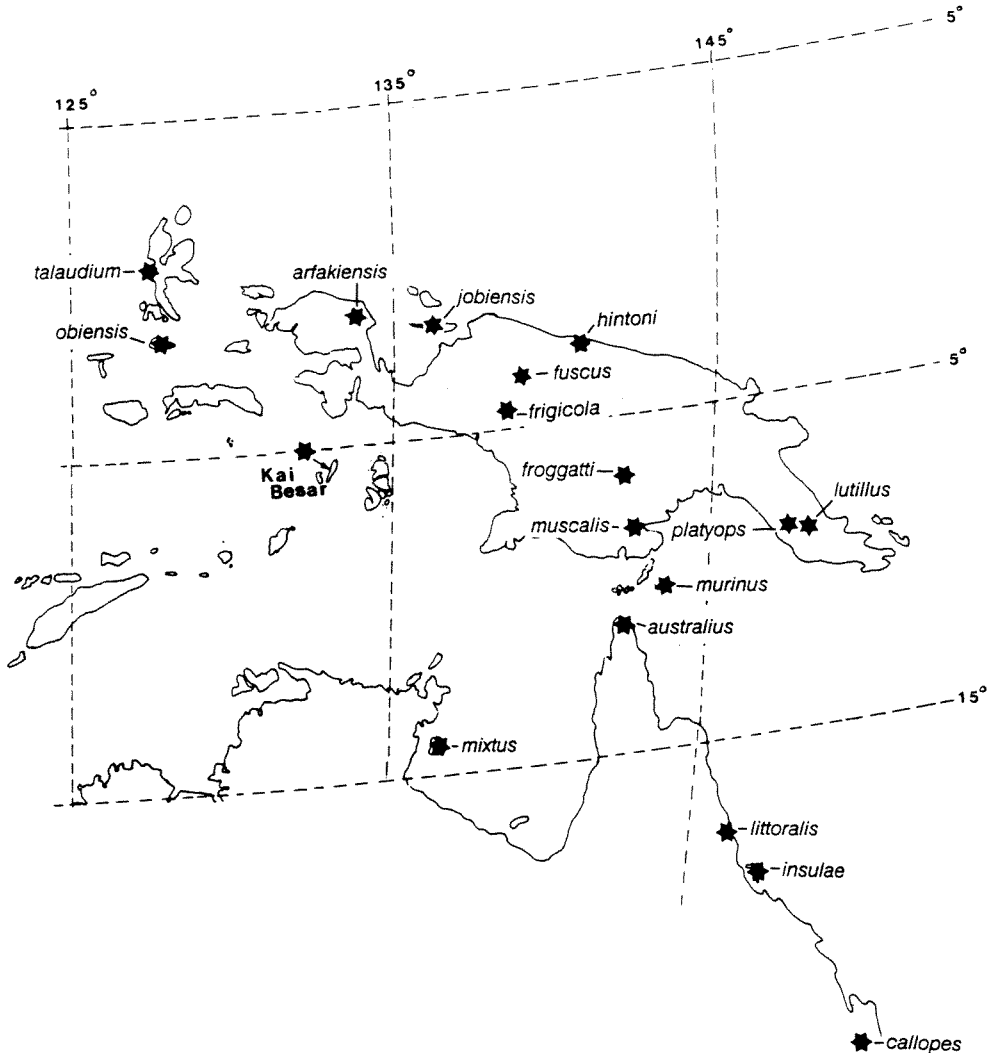 5°
145°
135°
125°
talaudium
arfakiensis
jobiensis
obiensis
hintoni
5°
fuscus
frigicola
Kai
Besar
froggatti
lutillus
muscalis
platyops
murinus
australius
15°
mixtus
littoralis
insulae
callopes